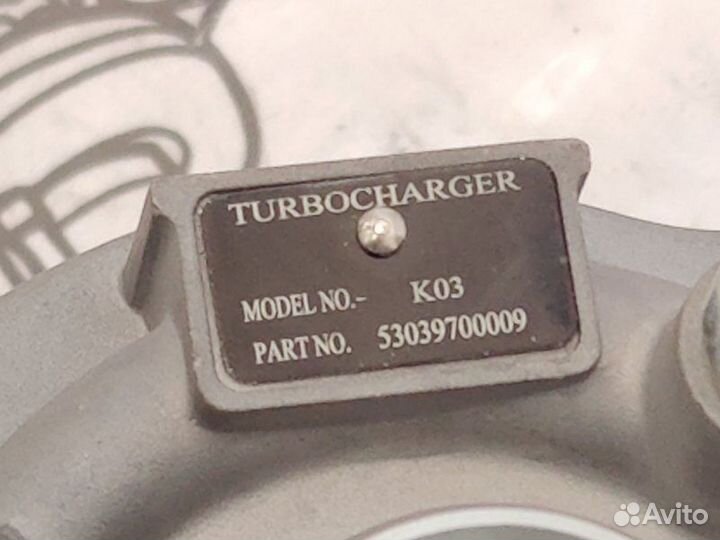 TURBOCHARGER
MODEL NO.- K03
PART NO. 53039700009
Avito